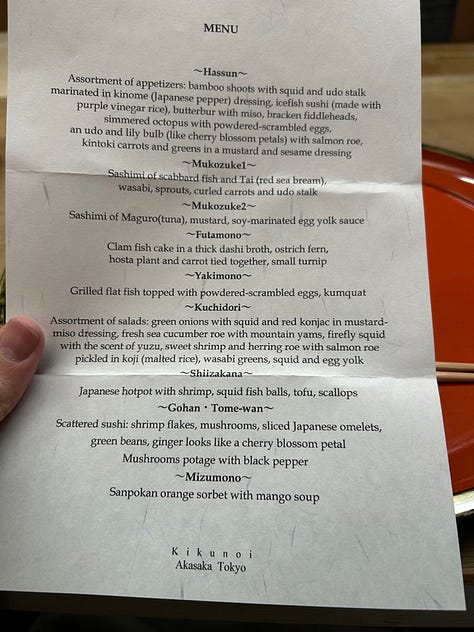 MENU
～Hassun～
Assortment of appetizers: bamboo shoots with squid and udo stalk
marinated in kinome (Japanese pepper) dressing, icefish sushi (made with
purple vinegar rice), butterbur with miso, bracken fiddleheads,
simmered octopus with powdered-scrambled eggs,
an udo and lily bulb (like cherry blossom petals) with salmon roe,
kintoki carrots and greens in a mustard and sesame dressing
～Mukozuke1～
Sashimi of scabbard fish and Tai (red sea bream),
wasabi, sprouts, curled carrots and udo stalk
～Mukozuke2～
Sashimi of Maguro(tuna), mustard, soy-marinated egg yolk sauce
～Futamono～
Clam fish cake in a thick dashi broth, ostrich fern,
hosta plant and carrot tied together, small turnip
～Yakimono～
Grilled flat fish topped with powdered-scrambled eggs, kumquat
～Kuchidori～
Assortment of salads: green onions with squid and red konjac in mustard-
miso dressing, fresh sea cucumber roe with mountain yams, firefly squid
with the scent of yuzu, sweet shrimp and herring roe with salmon roe
pickled in koji (malted rice), wasabi greens, squid and egg yolk
～Shiizakana～
Japanese hotpot with shrimp, squid fish balls, tofu, scallops
～Gohan・Tome-wan～
Scattered sushi: shrimp flakes, mushrooms, sliced Japanese omelets,
green beans, ginger looks like a cherry blossom petal
Mushrooms potage with black pepper
～Mizumono～
Sanpokan orange sorbet with mango soup
Kikunoi
Akasaka Tokyo